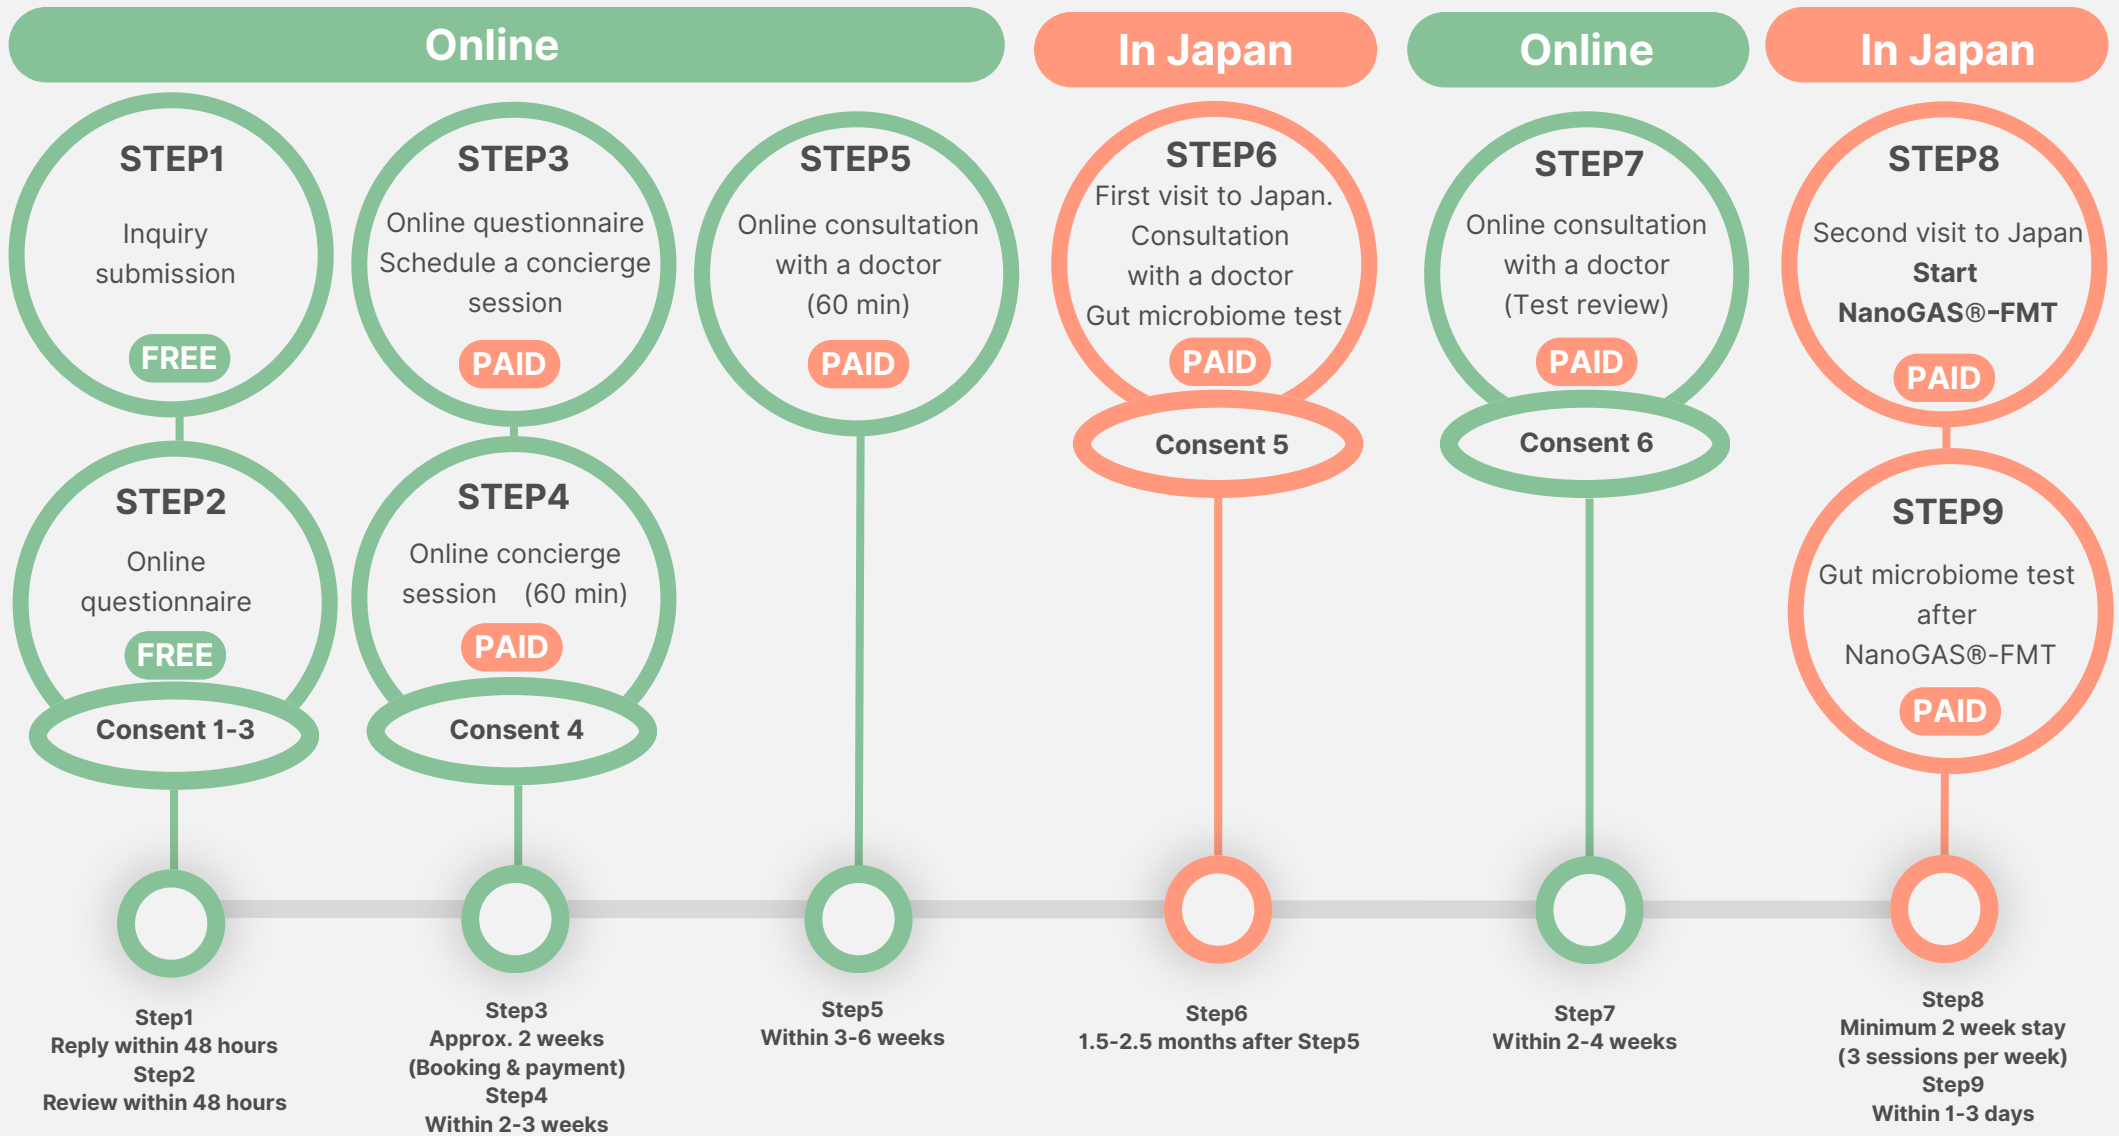 Online
In Japan
Online
In Japan
STEP1
Inquiry
submission
FREE
STEP2
Online
questionnaire
FREE
Consent 1-3
STEP3
Online questionnaire
Schedule a concierge
session
PAID
STEP4
Online concierge
session (60 min)
PAID
Consent 4
STEP5
Online consultation
with a doctor
(60 min)
PAID
STEP6
First visit to Japan.
Consultation
with a doctor
Gut microbiome test
PAID
Consent 5
STEP7
Online consultation
with a doctor
(Test review)
PAID
Consent 6
STEP8
Second visit to Japan
Start
NanoGAS®-FMT
PAID
STEP9
Gut microbiome test
after
NanoGAS®-FMT
PAID
Step1
Reply within 48 hours
Step2
Review within 48 hours
Step3
Approx. 2 weeks
(Booking & payment)
Step4
Within 2-3 weeks
Step5
Within 3-6 weeks
Step6
1.5-2.5 months after Step5
Step7
Within 2-4 weeks
Step8
Minimum 2 week stay
(3 sessions per week)
Step9
Within 1-3 days